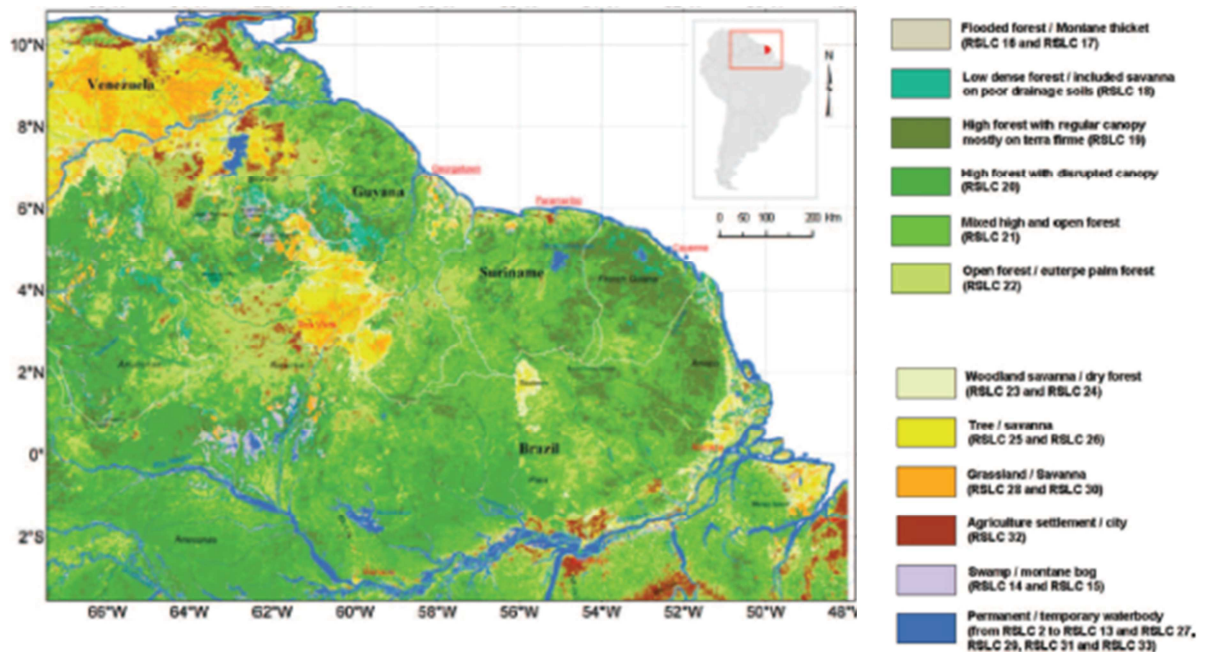 10°N
8°N
6°N
4°N
2°N
0°
2°S
66°W 64°W 62°W 60°W 58°W 56°W 54°W 52°W 50°W 48°W
Venezuela
Guyana
Georgetown
Paramaribo
Cayenne
Suriname
French Guiana
Boa Vista
Roraima
Brazil
Pará
Amazonas
Manaus
N
0 50 100 200 Km
Flooded forest / Montane thicket
(RSLC 16 and RSLC 17)
Low dense forest / included savanna
on poor drainage soils (RSLC 18)
High forest with regular canopy
mostly on terra firme (RSLC 19)
High forest with disrupted canopy
(RSLC 20)
Mixed high and open forest
(RSLC 21)
Open forest / euterpe palm forest
(RSLC 22)
Woodland savanna / dry forest
(RSLC 23 and RSLC 24)
Tree / savanna
(RSLC 25 and RSLC 26)
Grassland / Savanna
(RSLC 28 and RSLC 30)
Agriculture settlement / city
(RSLC 32)
Swamp / montane bog
(RSLC 14 and RSLC 15)
Permanent / temporary waterbody
(from RSLC 2 to RSLC 13 and RSLC 27,
RSLC 29, RSLC 31 and RSLC 33)